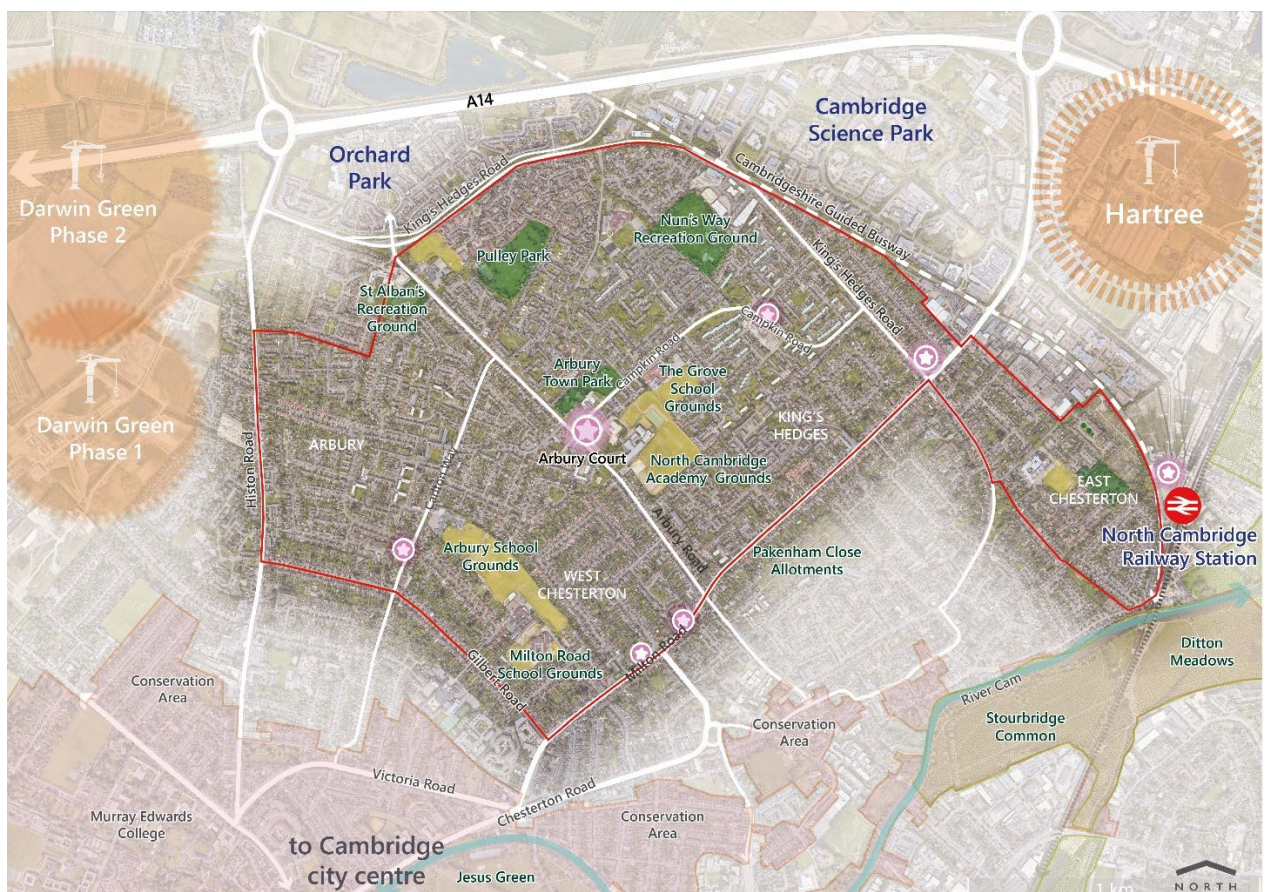 A14
Cambridge
Science Park
Orchard
Park
Hartree
Darwin Green
Phase 2
King's Hedges Road
Cambridgeshire Guided Busway
Nun's Way
Recreation Ground
Pulley Park
King's Hedges Road
St Alban's
Recreation
Ground
Campkin Road
Campkin Road
Arbury
Town Park
The Grove
School
Grounds
Darwin Green
Phase 1
KING'S
HEDGES
ARBURY
Arbury Court
Histon Road
North Cambridge
Academy Grounds
EAST
CHESTERTON
Arbury Road
North Cambridge
Railway Station
Arbury School
Grounds
Pakenham Close
Allotments
WEST
CHESTERTON
Milton Road
Milton Road
School Grounds
Gilbert Road
Ditton
Meadows
River Cam
Stourbridge
Common
Conservation
Area
Conservation
Area
Victoria Road
Chesterton Road
Murray Edwards
College
Conservation
Area
to Cambridge
city centre
Jesus Green
NORTH